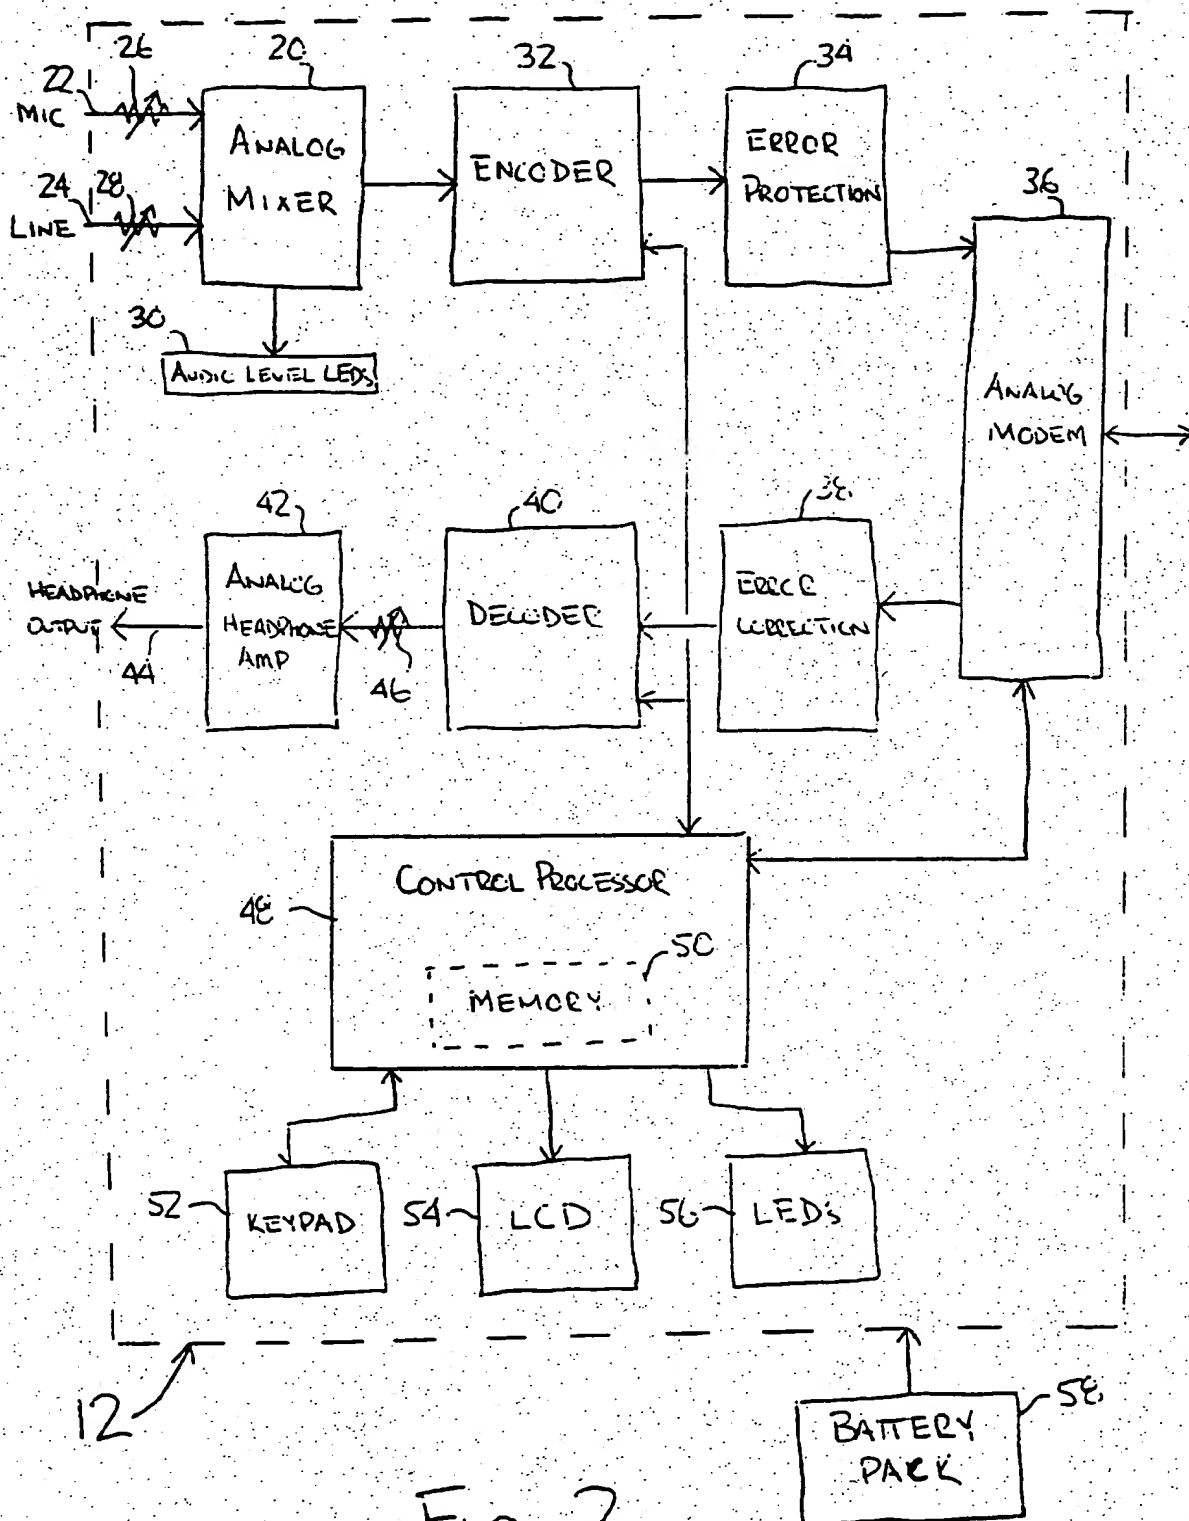 26
20
32
34
22
MIC
ANALOG
MIXER
ENCODER
ERROR
PROTECTION
24
28
LINE
36
30
AUDIO LEVEL LEDS
ANALOG
MODEM
42
40
38
HEADPHONE
OUTPUT
44
ANALOG
HEADPHONE
AMP
46
DECODER
ERROR
CORRECTION
CONTROL PROCESSOR
48
50
MEMORY
52
KEYPAD
54
LCD
56
LEDs
12
58
BATTERY
PACK